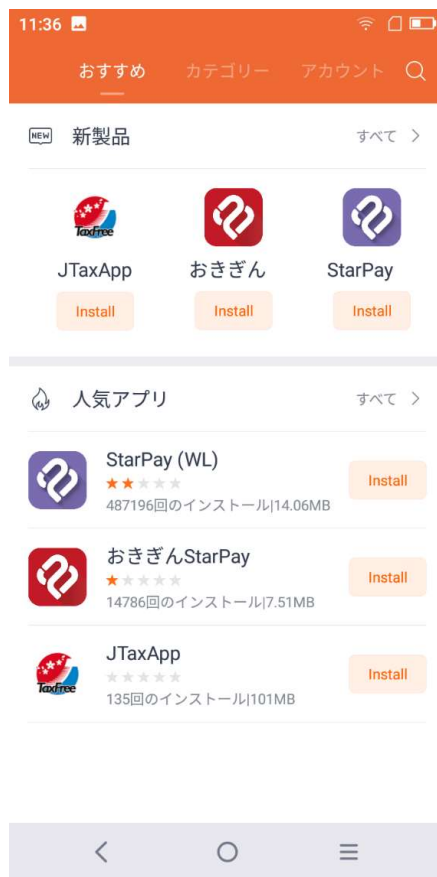 11:36
おすすめ カテゴリー アカウント
NEW 新製品 すべて
TaxFree
JTaxApp おきぎん StarPay
Install Install Install
人気アプリ すべて
StarPay (WL)
487196回のインストール|14.06MB
Install
おきぎんStarPay
14786回のインストール|7.51MB
Install
TaxFree
JTaxApp
135回のインストール|101MB
Install